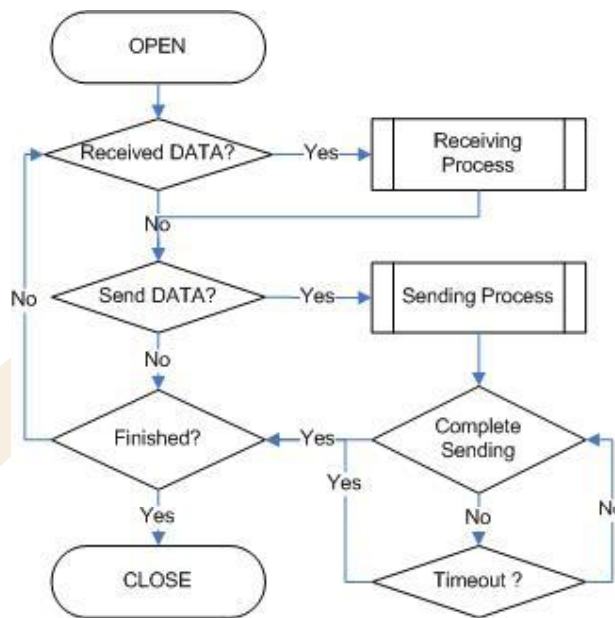 OPEN
Received DATA?
Yes
Receiving
Process
No
Send DATA?
Yes
Sending Process
No
No
Finished?
Yes
Complete
Sending
Yes
No
No
Yes
CLOSE
Timeout ?